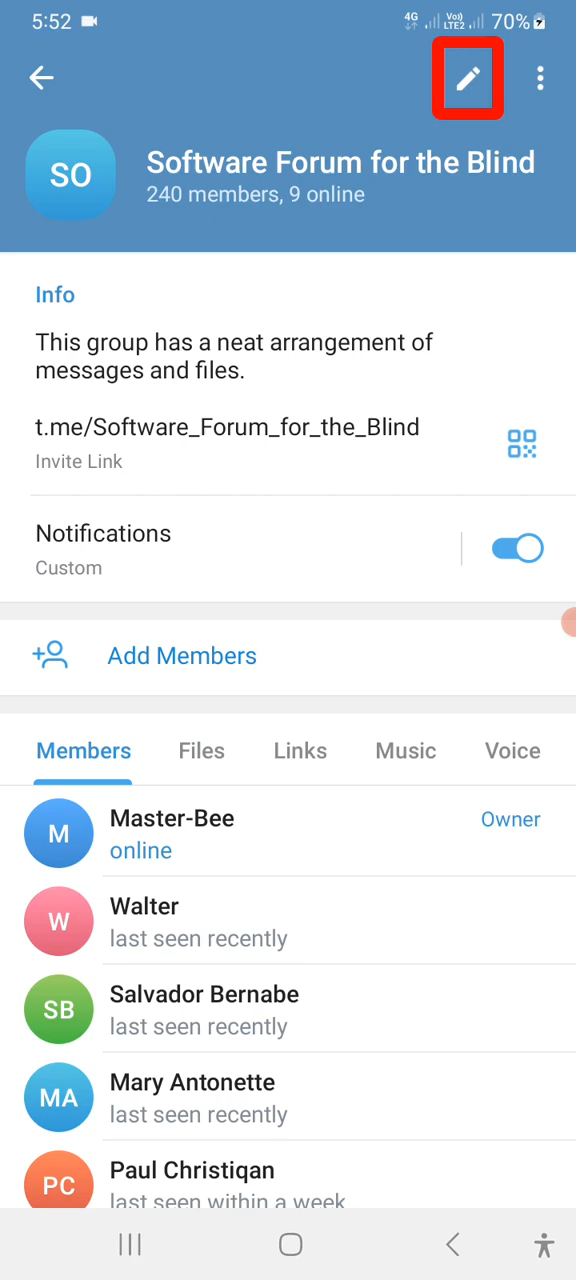 5:52
4G Vo)) LTE2 70%
SO
Software Forum for the Blind
240 members, 9 online
Info
This group has a neat arrangement of
messages and files.
t.me/Software_Forum_for_the_Blind
Invite Link
Notifications
Custom
Add Members
Members Files Links Music Voice
M
Master-Bee Owner
online
W
Walter
last seen recently
SB
Salvador Bernabe
last seen recently
MA
Mary Antonette
last seen recently
PC
Paul Christiqan
last seen within a week